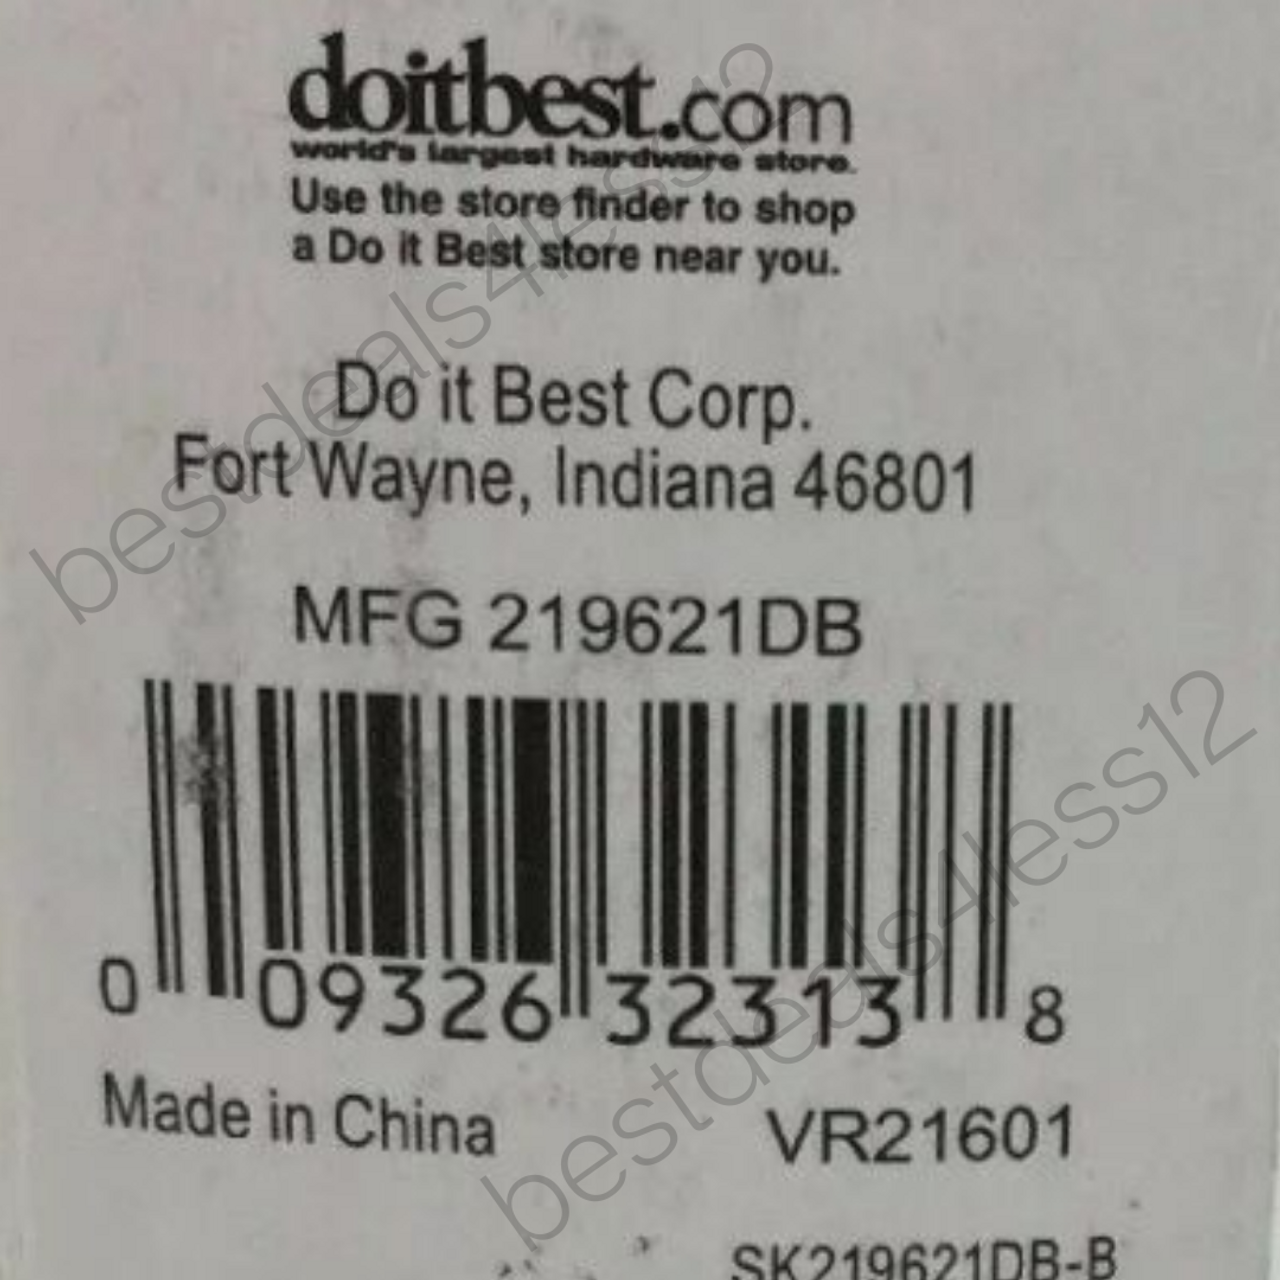 doitbest.com
world's largest hardware store.
Use the store finder to shop
a Do it Best store near you.
Do it Best Corp.
Fort Wayne, Indiana 46801
MFG 219621DB
0 09326 32313 8
Made in China VR21601
SK219621DB-B
bestdeals4less12
bestdeals4less12